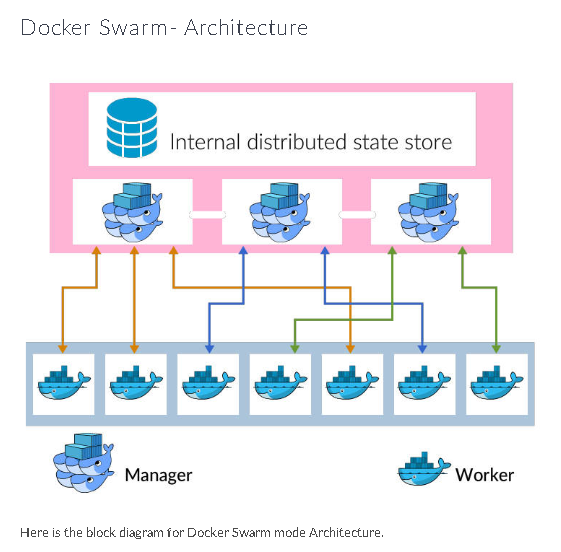 Docker Swarm- Architecture
Internal distributed state store
Manager
Worker
Here is the block diagram for Docker Swarm mode Architecture.